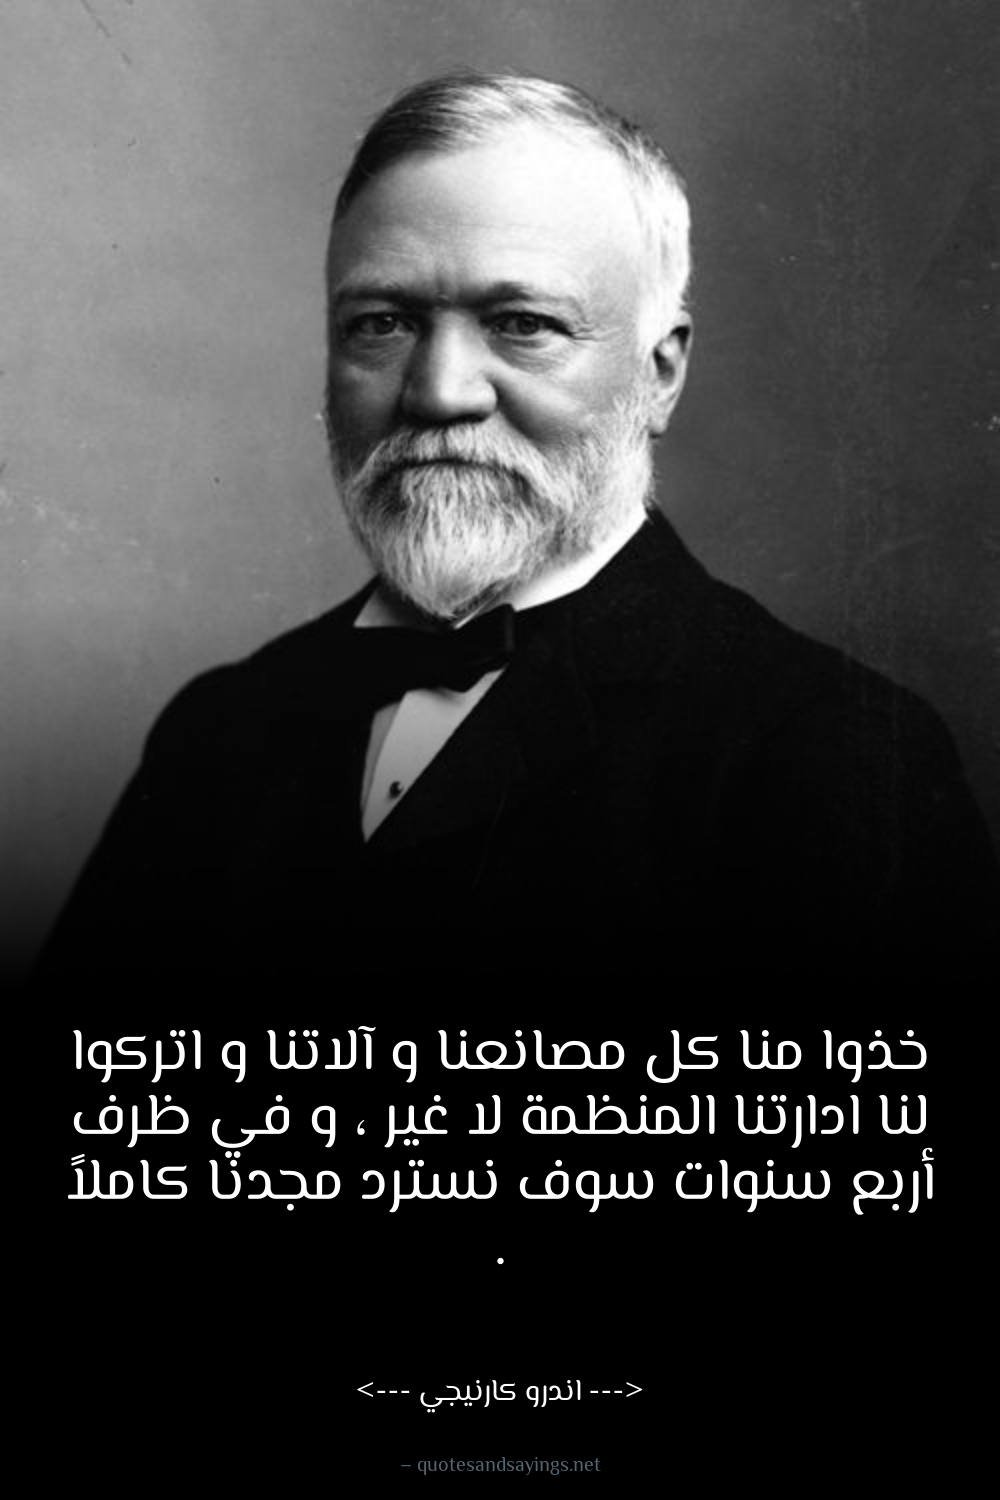 خذوا منا كل مصانعنا و آلاتنا و اتركوا
لنا ادارتنا المنظمة لا غير ، و في ظرف
أربع سنوات سوف نسترد مجدنا كاملاً
.
<--- اندرو كارنيجي --->
– quotesandsayings.net